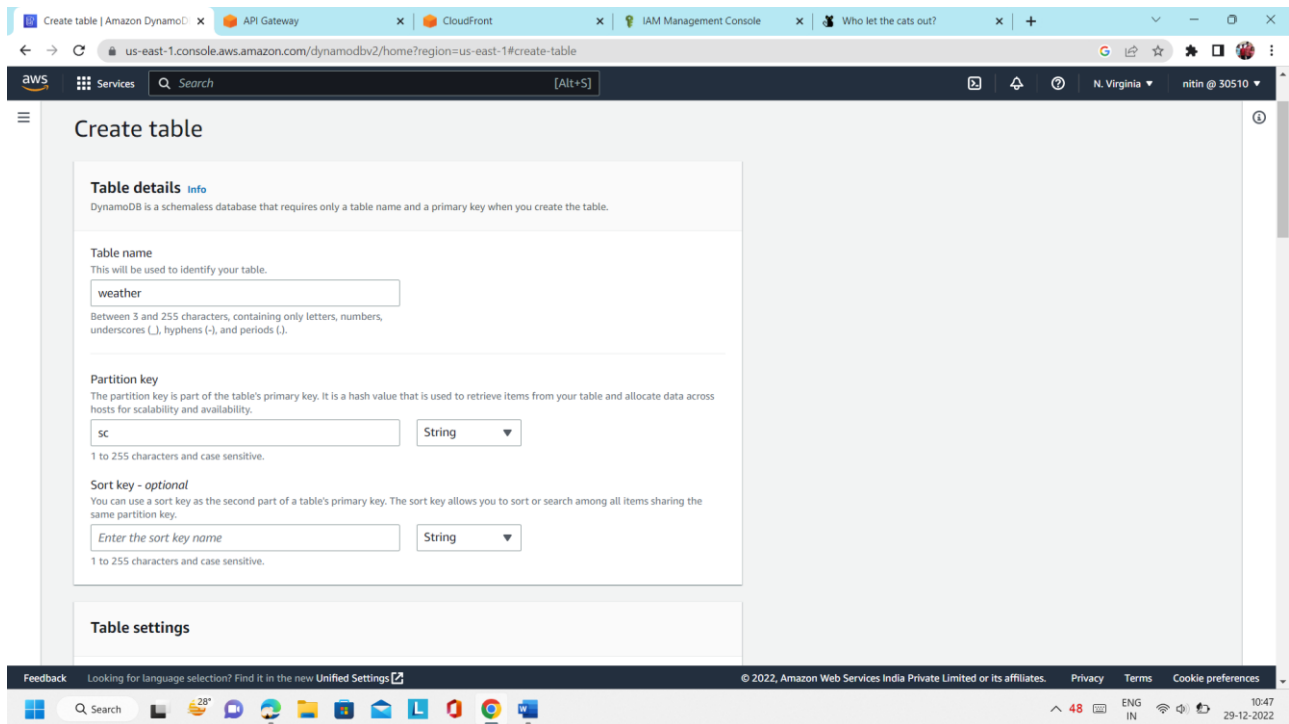 Create table | Amazon DynamoD
API Gateway
CloudFront
IAM Management Console
Who let the cats out?
us-east-1.console.aws.amazon.com/dynamodbv2/home?region=us-east-1#create-table
aws
Services
Search
[Alt+S]
N. Virginia
nitin @ 30510
Create table
Table details Info
DynamoDB is a schemaless database that requires only a table name and a primary key when you create the table.
Table name
This will be used to identify your table.
weather
Between 3 and 255 characters, containing only letters, numbers,
underscores (_), hyphens (-), and periods (.).
Partition key
The partition key is part of the table's primary key. It is a hash value that is used to retrieve items from your table and allocate data across
hosts for scalability and availability.
sc
String
1 to 255 characters and case sensitive.
Sort key - optional
You can use a sort key as the second part of a table's primary key. The sort key allows you to sort or search among all items sharing the
same partition key.
Enter the sort key name
String
1 to 255 characters and case sensitive.
Table settings
Feedback
Looking for language selection? Find it in the new Unified Settings
© 2022, Amazon Web Services India Private Limited or its affiliates.
Privacy
Terms
Cookie preferences
Search
28°
L
48
ENG
IN
10:47
29-12-2022